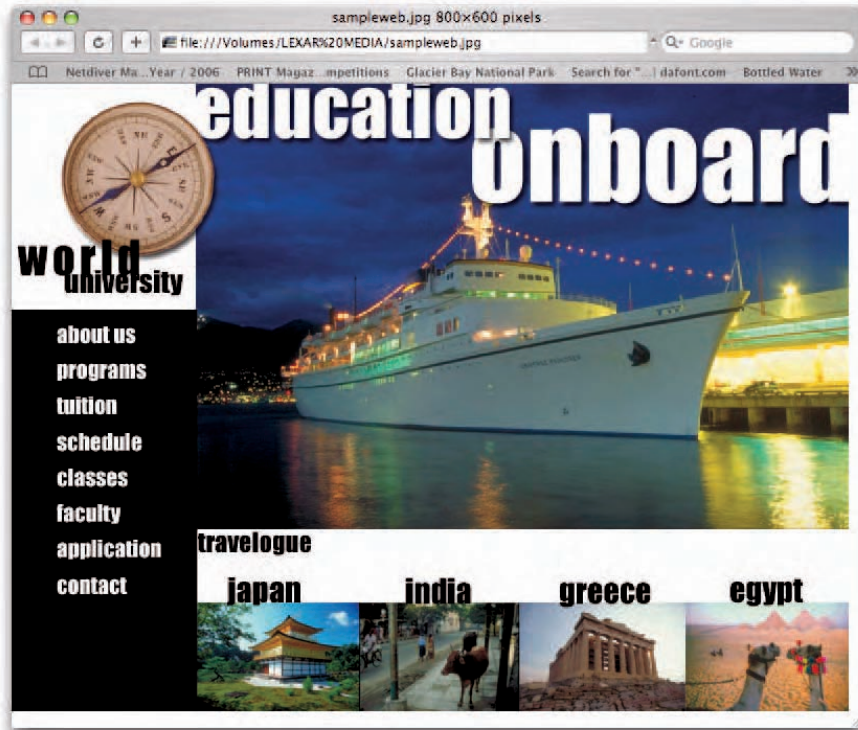 sampleweb.jpg 800×600 pixels
file:///Volumes/LEXAR%20MEDIA/sampleweb.jpg
Google
Netdiver Ma...Year / 2006 PRINT Magaz...mpetitions Glacier Bay National Park Search for "...| dafont.com Bottled Water
education
onboard
world
university
about us
programs
tuition
schedule
classes
faculty
application
contact
travelogue
japan india greece egypt